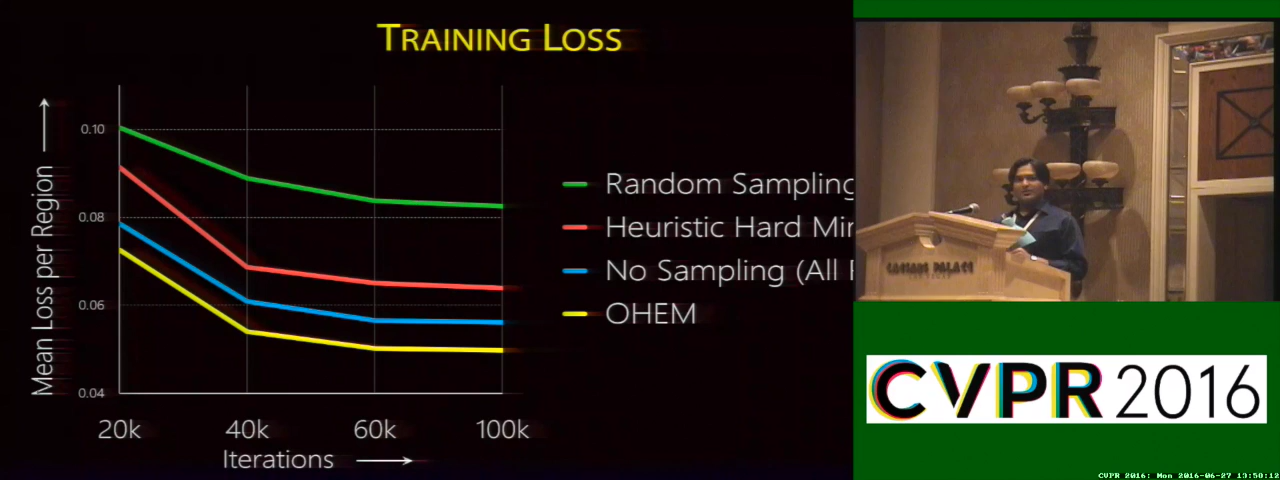 TRAINING LOSS
Mean Loss per Region
0.10
0.08
0.06
0.04
20k
40k
60k
100k
Iterations
Random Sampling
Heuristic Hard
No Sampling (All
OHEM
CAESARS PALACE
CVPR 2016
CVPR 2016: Mon 2016-06-27 13:50:12